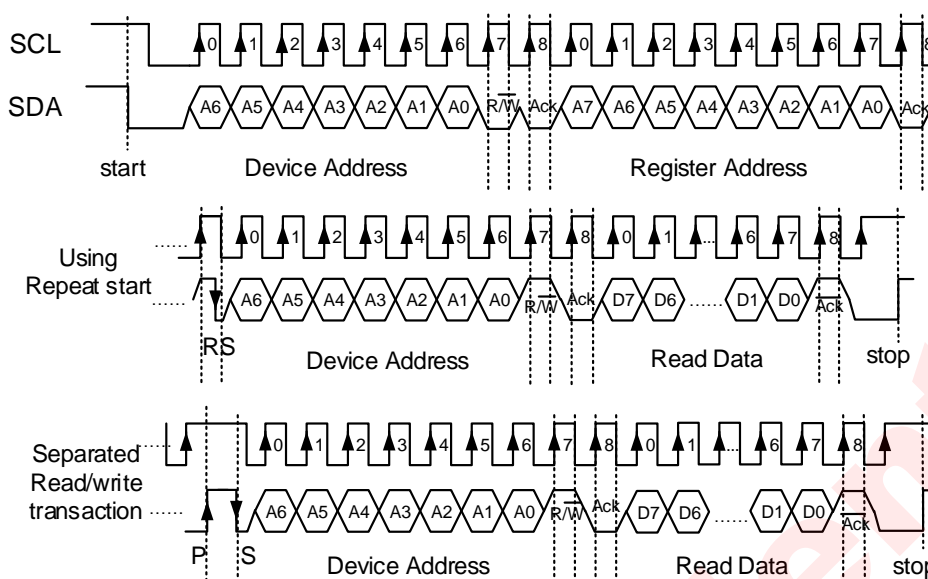 SCL 0 1 2 3 4 5 6 7 8 0 1 2 3 4 5 6 7 8
SDA A6 A5 A4 A3 A2 A1 A0 R/W Ack A7 A6 A5 A4 A3 A2 A1 A0 Ack
start Device Address Register Address
0 1 2 3 4 5 6 7 8 0 1 ... 6 7 8
Using
Repeat start
...... A6 A5 A4 A3 A2 A1 A0 R/W Ack D7 D6 ...... D1 D0 Ack
RS Device Address Read Data stop
0 1 2 3 4 5 6 7 8 0 1 ... 6 7 8
Separated
Read/write
transaction
...... A6 A5 A4 A3 A2 A1 A0 R/W Ack D7 D6 ...... D1 D0 Ack
P S Device Address Read Data stop